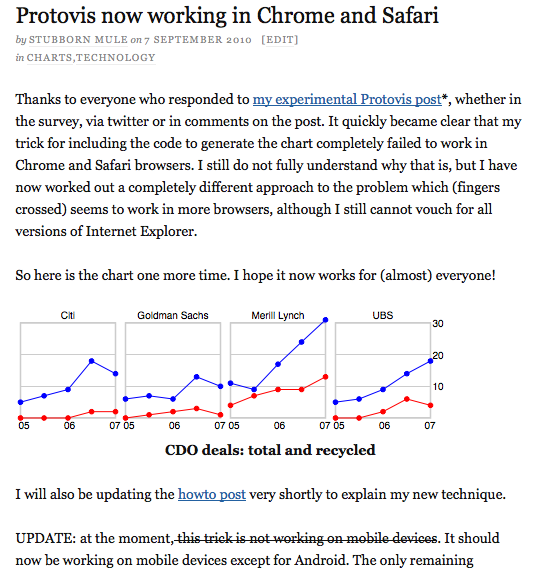 Protovis now working in Chrome and Safari
by STUBBORN MULE on 7 SEPTEMBER 2010 [EDIT]
in CHARTS,TECHNOLOGY
Thanks to everyone who responded to my experimental Protovis post*, whether in
the survey, via twitter or in comments on the post. It quickly became clear that my
trick for including the code to generate the chart completely failed to work in
Chrome and Safari browsers. I still do not fully understand why that is, but I have
now worked out a completely different approach to the problem which (fingers
crossed) seems to work in more browsers, although I still cannot vouch for all
versions of Internet Explorer.
So here is the chart one more time. I hope it now works for (almost) everyone!
Citi Goldman Sachs Merill Lynch UBS
30
20
10
05 06 07 05 06 07 05 06 07 05 06 07
CDO deals: total and recycled
I will also be updating the howto post very shortly to explain my new technique.
UPDATE: at the moment, this trick is not working on mobile devices. It should
now be working on mobile devices except for Android. The only remaining